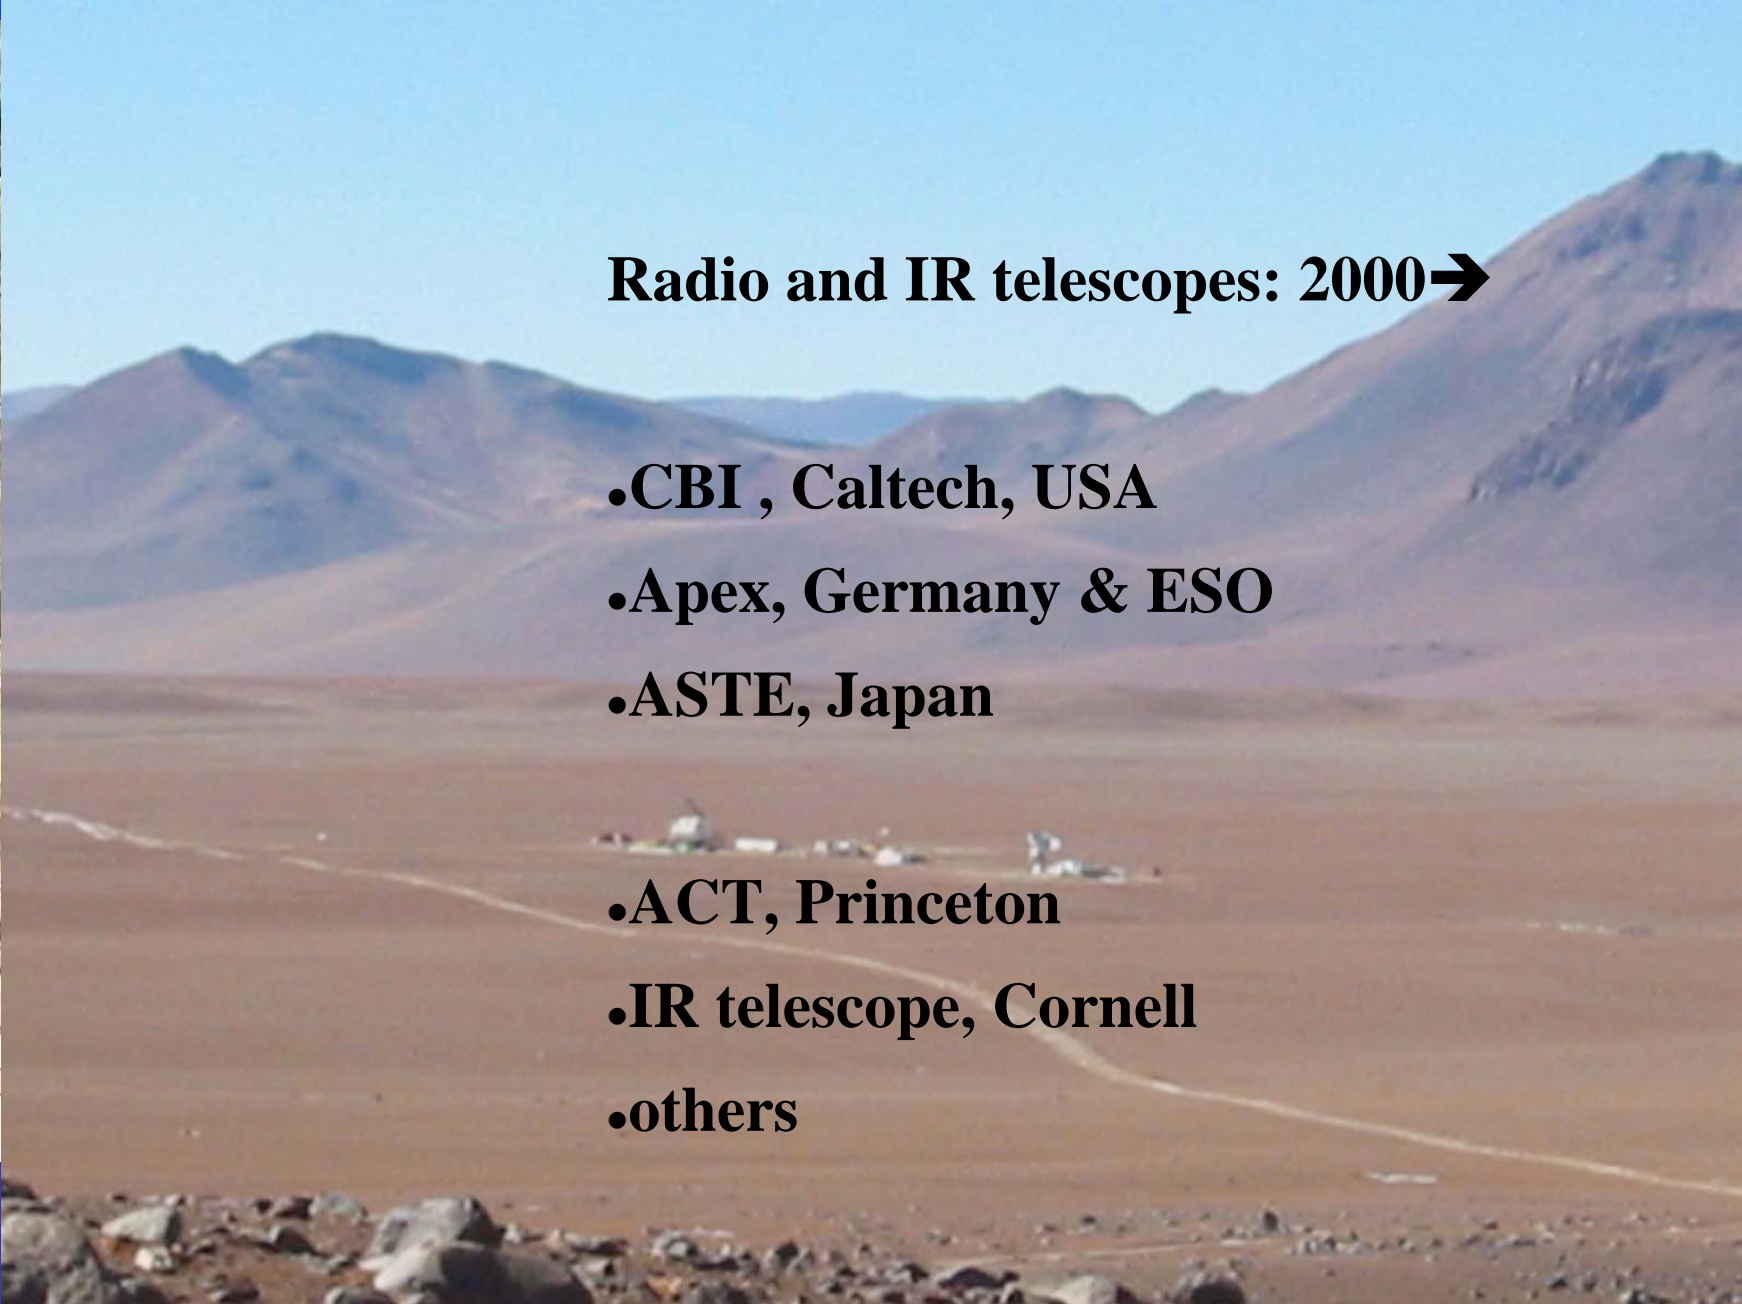 Radio and IR telescopes: 2000➔
●CBI , Caltech, USA
●Apex, Germany & ESO
●ASTE, Japan
●ACT, Princeton
●IR telescope, Cornell
●others